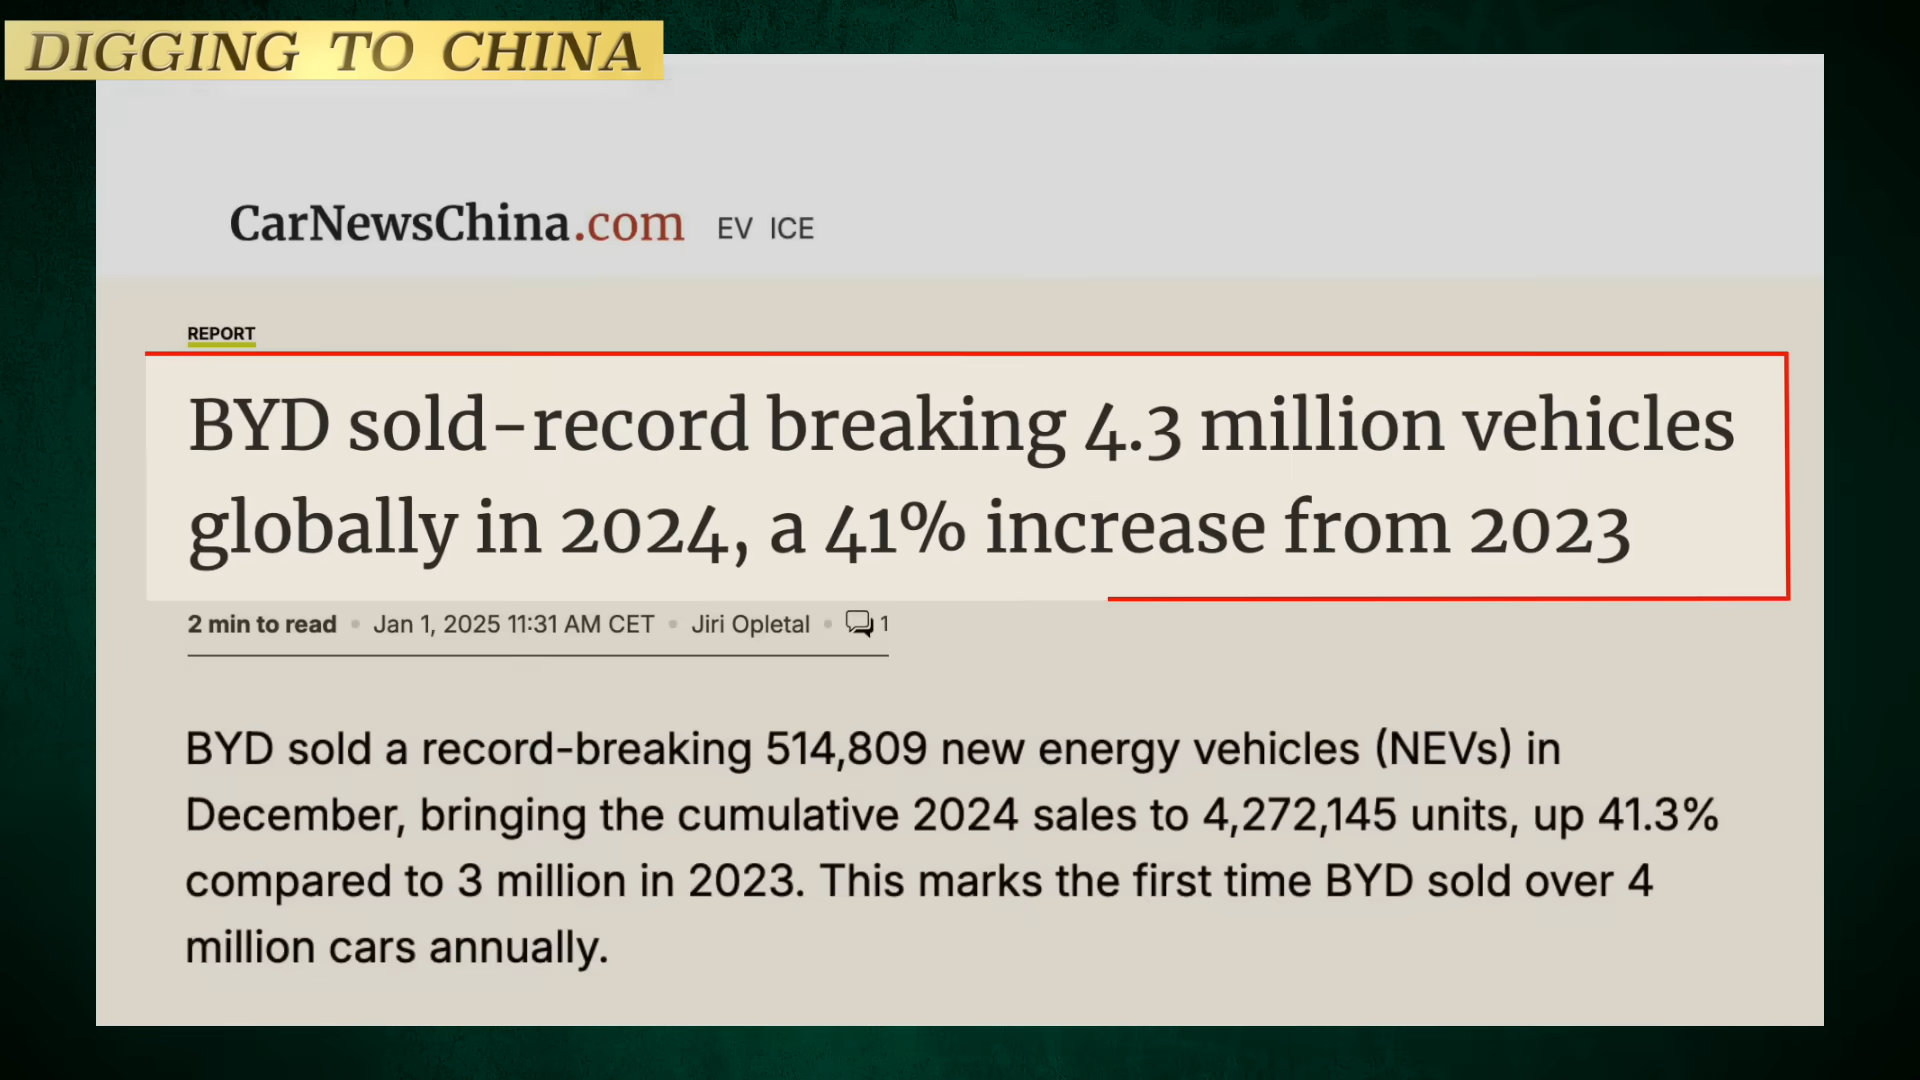 DIGGING TO CHINA
CarNewsChina.com EV ICE
REPORT
BYD sold-record breaking 4.3 million vehicles
globally in 2024, a 41% increase from 2023
2 min to read • Jan 1, 2025 11:31 AM CET • Jiri Opletal • 1
BYD sold a record-breaking 514,809 new energy vehicles (NEVs) in
December, bringing the cumulative 2024 sales to 4,272,145 units, up 41.3%
compared to 3 million in 2023. This marks the first time BYD sold over 4
million cars annually.